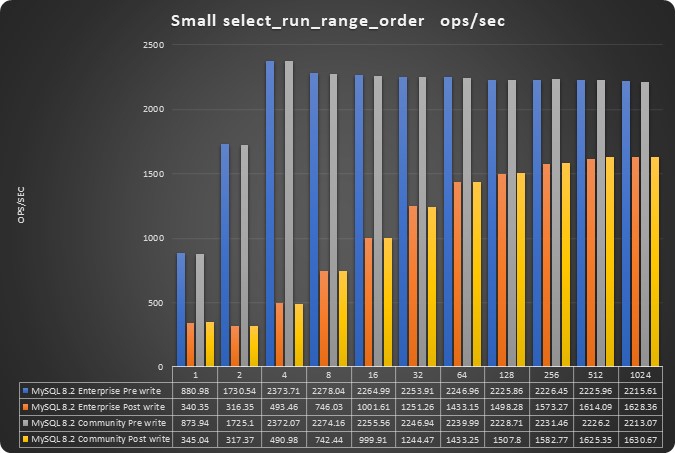 Small select_run_range_order ops/sec
2500
2000
1500
1000
500
0
OPS/SEC
1 2 4 8 16 32 64 128 256 512 1024
MySQL 8.2 Enterprise Pre write 880.98 1730.54 2373.71 2278.04 2264.99 2253.91 2246.96 2225.86 2226.45 2225.96 2215.61
MySQL 8.2 Enterprise Post write 340.35 316.35 493.46 746.03 1001.61 1251.26 1433.15 1498.28 1573.27 1614.09 1628.36
MySQL 8.2 Community Pre write 873.94 1725.1 2372.07 2274.16 2255.56 2246.94 2239.99 2228.71 2231.46 2226.2 2213.07
MySQL 8.2 Community Post write 345.04 317.37 490.98 742.44 999.91 1244.47 1433.25 1507.8 1582.77 1625.35 1630.67